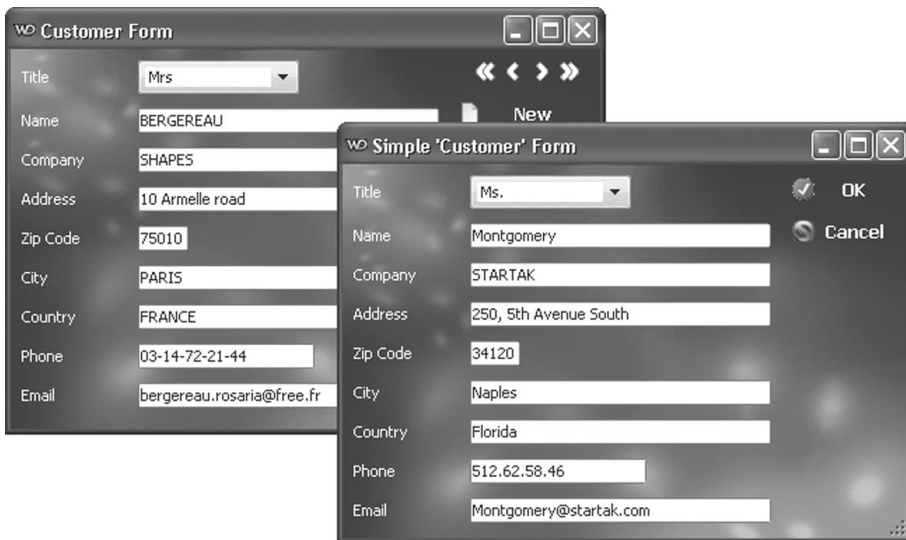 WD Customer Form
Title Mrs
Name BERGEREAU
New
Company SHAPES
Address 10 Armelle road
Zip Code 75010
City PARIS
Country FRANCE
Phone 03-14-72-21-44
Email bergereau.rosaria@free.fr
WD Simple 'Customer' Form
Title Ms.
OK
Name Montgomery
Cancel
Company STARTAK
Address 250, 5th Avenue South
Zip Code 34120
City Naples
Country Florida
Phone 512.62.58.46
Email Montgomery@startak.com